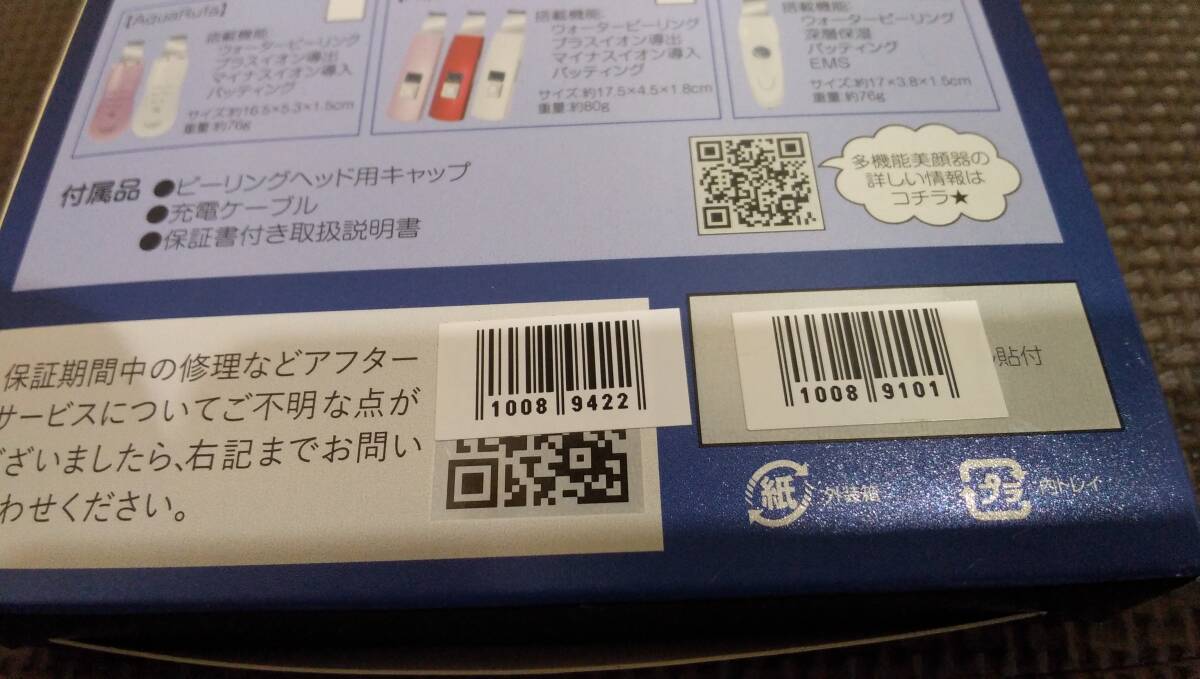 【AquaRufa】
搭載機能:
ウォーターピーリング
プラスイオン導出
マイナスイオン導入
パッティング
サイズ:約16.5×5.3×1.5cm
重量:約76g
搭載機能:
ウォーターピーリング
プラスイオン導出
マイナスイオン導入
パッティング
サイズ:約17.5×4.5×1.8cm
重量:約80g
搭載機能:
ウォーターピーリング
深層保湿
パッティング
EMS
サイズ:約17×3.8×1.5cm
重量:約76g
付属品
●ピーリングヘッド用キャップ
●充電ケーブル
●保証書付き取扱説明書
多機能美顔器の
詳しい情報は
コチラ★
保証期間中の修理などアフター
サービスについてご不明な点が
ございましたら、右記までお問い
わせください。
1008 9422
1008 9101
貼付
紙 外装箱
プラ 内トレイ